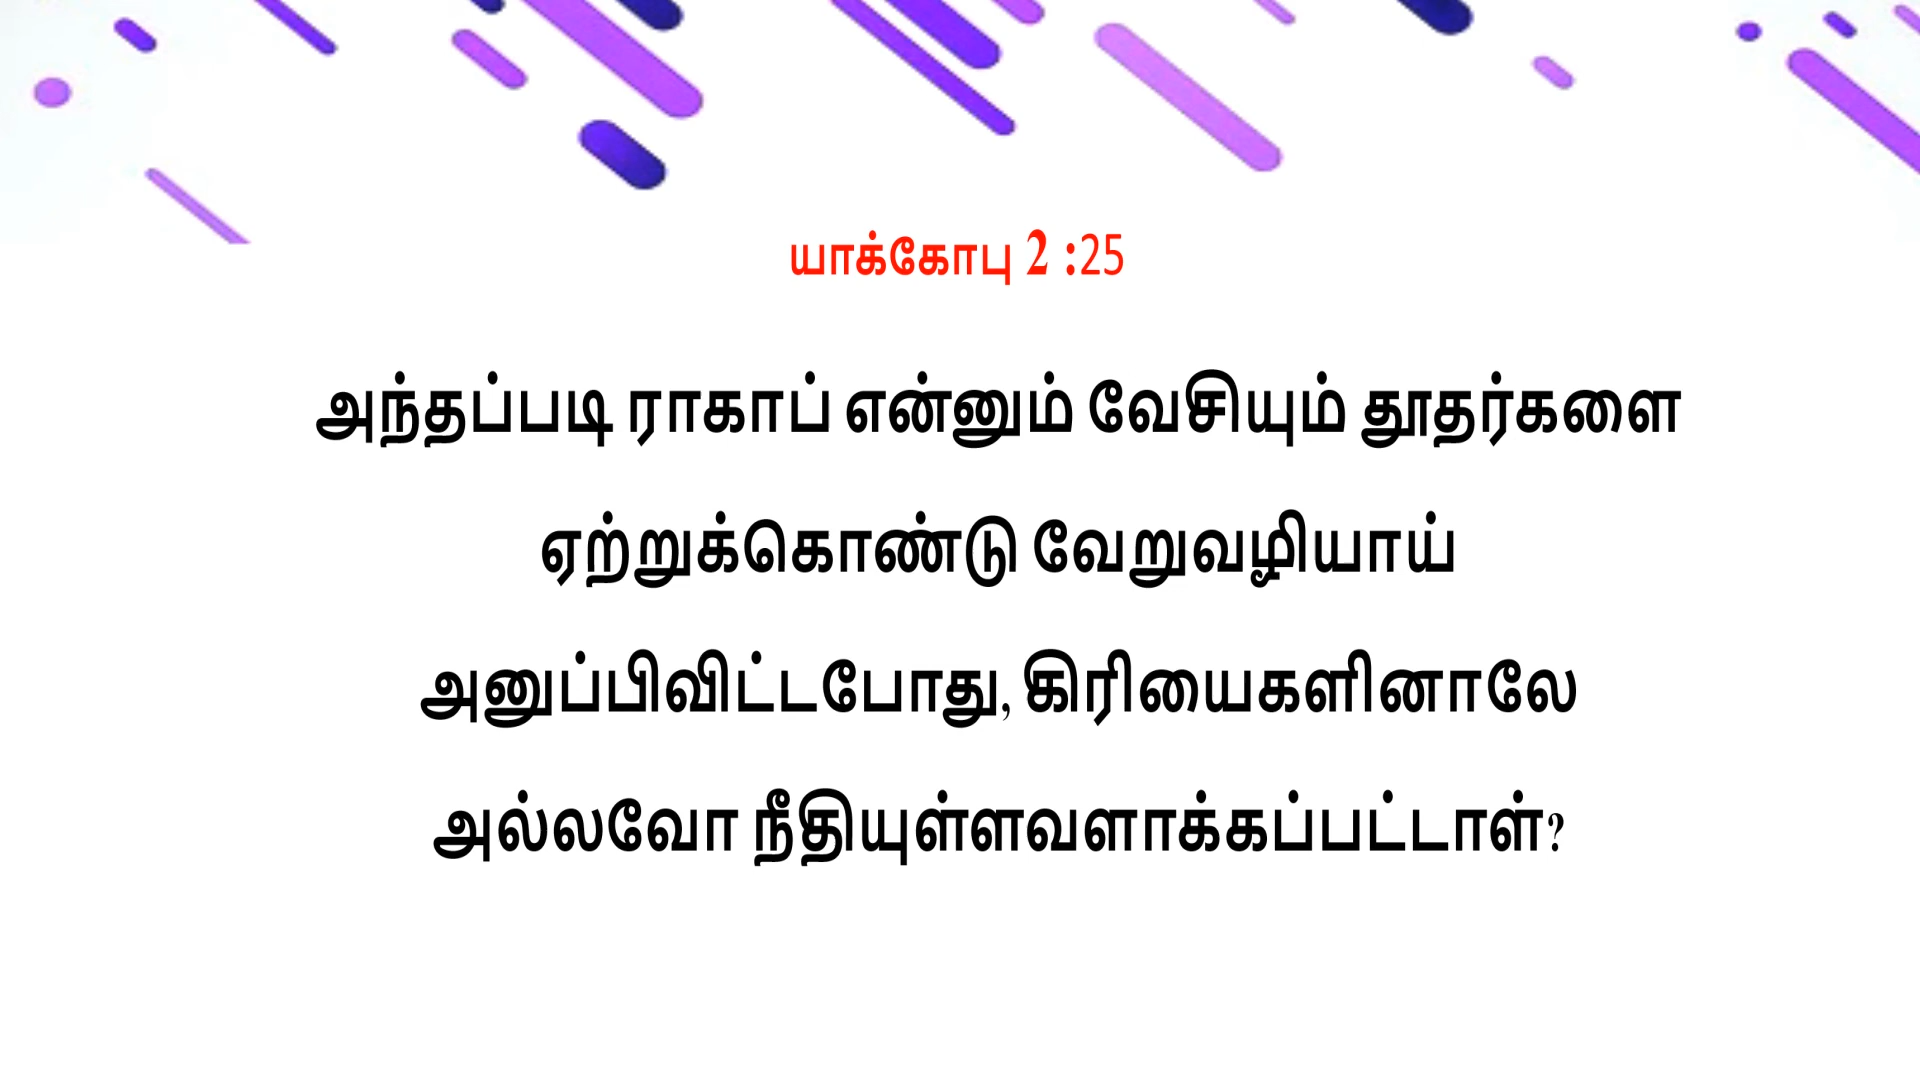 யாக்கோபு 2 :25
அந்தப்படி ராகாப் என்னும் வேசியும் தூதர்களை
ஏற்றுக்கொண்டு வேறுவழியாய்
அனுப்பிவிட்டபோது, கிரியைகளினாலே
அல்லவோ நீதியுள்ளவளாக்கப்பட்டாள்?